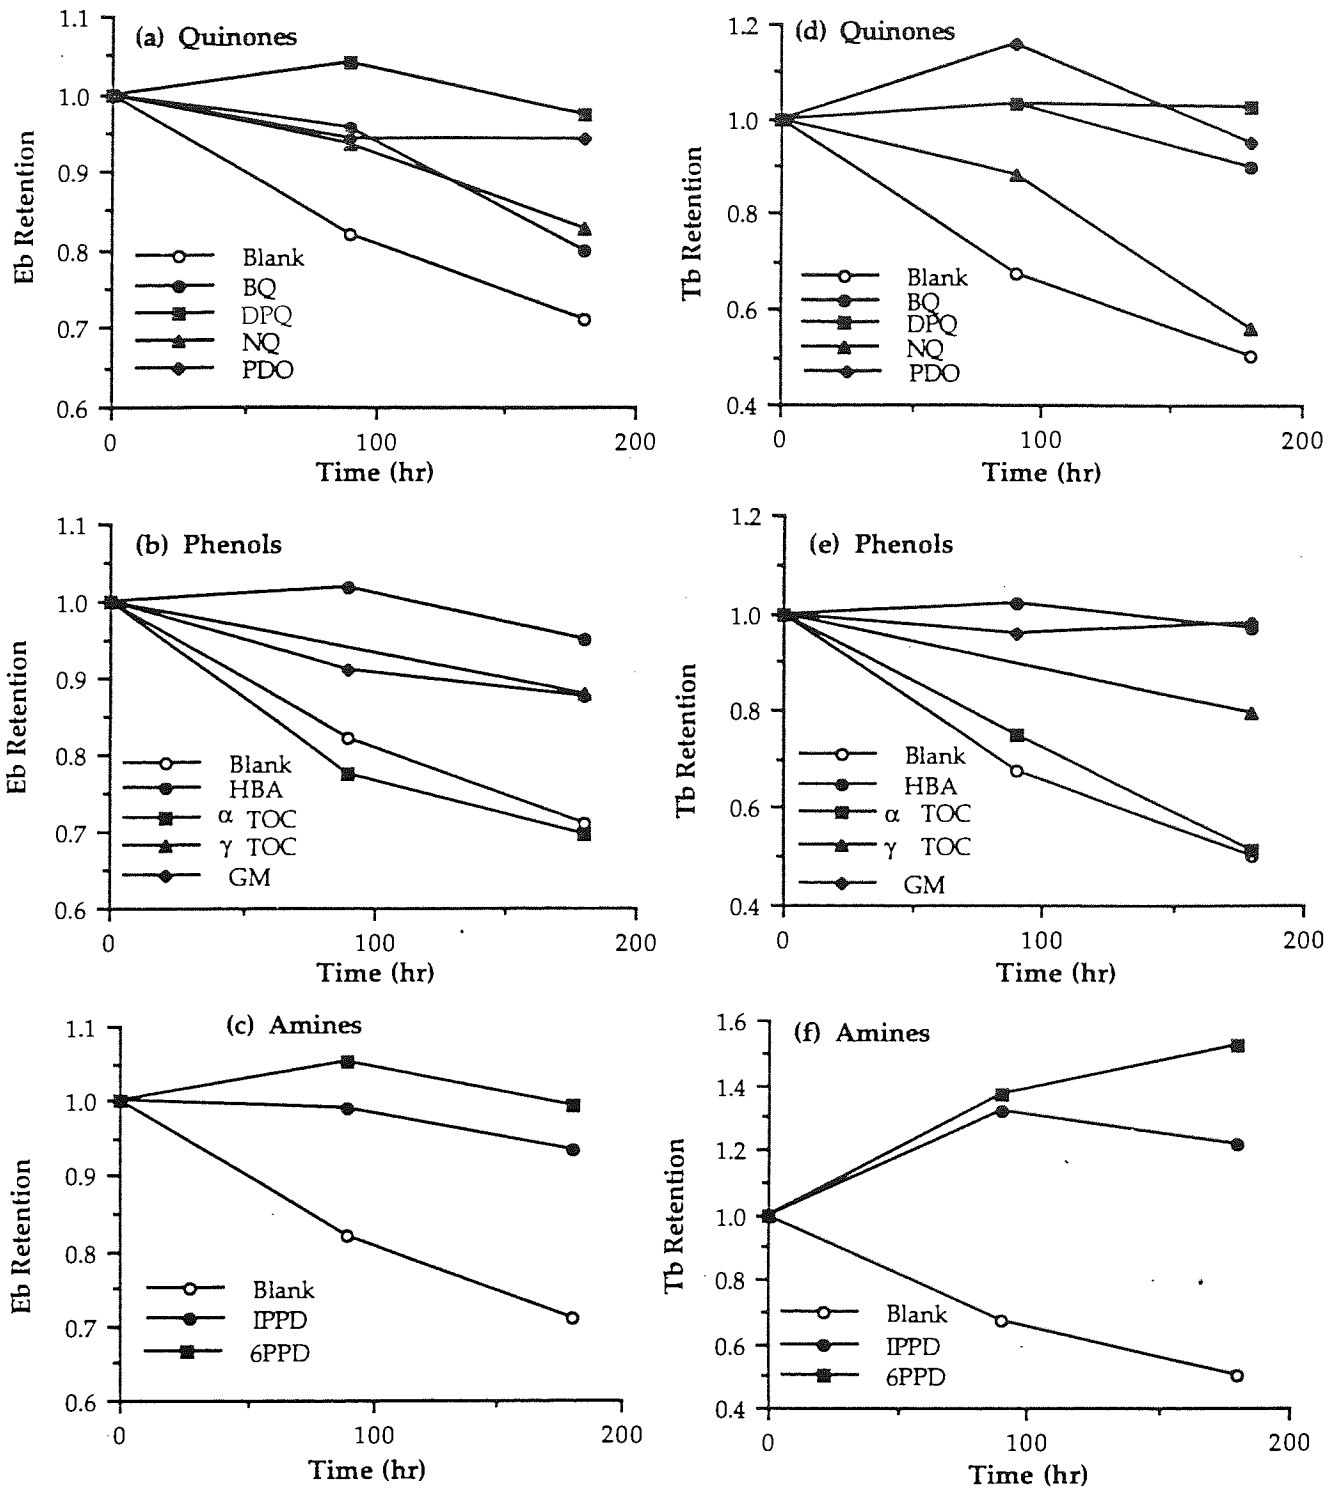 (a) Quinones
Eb Retention
1.1
1.0
0.9
0.8
0.7
0.6
Blank
BQ
DPQ
NQ
PDO
0
100
200
Time (hr)
(d) Quinones
Tb Retention
1.2
1.0
0.8
0.6
0.4
Blank
BQ
DPQ
NQ
PDO
0
100
200
Time (hr)
(b) Phenols
Eb Retention
1.1
1.0
0.9
0.8
0.7
0.6
Blank
HBA
α TOC
γ TOC
GM
0
100
200
Time (hr)
(e) Phenols
Tb Retention
1.2
1.0
0.8
0.6
0.4
Blank
HBA
α TOC
γ TOC
GM
0
100
200
Time (hr)
(c) Amines
Eb Retention
1.1
1.0
0.9
0.8
0.7
0.6
Blank
IPPD
6PPD
0
100
200
Time (hr)
(f) Amines
Tb Retention
1.6
1.4
1.2
1.0
0.8
0.6
0.4
Blank
IPPD
6PPD
0
100
200
Time (hr)